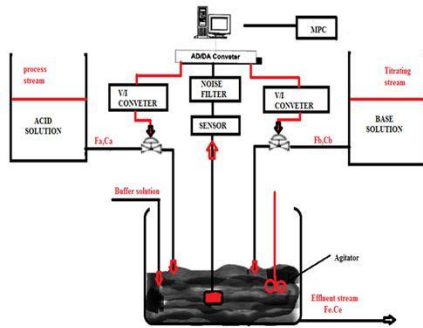 MPC
AD/DA Conveter
process
stream
Titrating
stream
V/I
CONVETER
NOISE
FILTER
V/I
CONVETER
ACID
SOLUTION
SENSOR
BASE
SOLUTION
Fa,Ca
Fb,Cb
Buffer solution
Agitator
Effluent stream
Fe.Ce